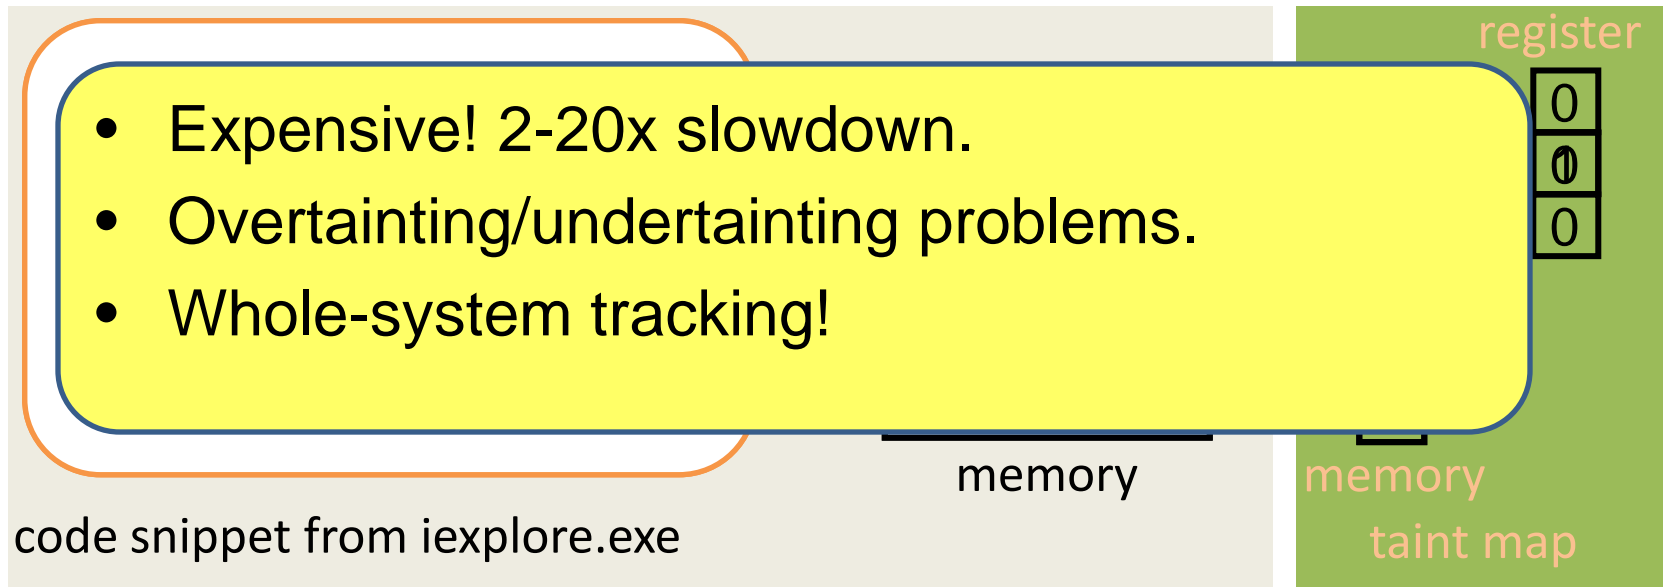 register
• Expensive! 2-20x slowdown.
0
• Overtainting/undertainting problems.
0
• Whole-system tracking!
memory
memory
code snippet from iexplore.exe
taint map